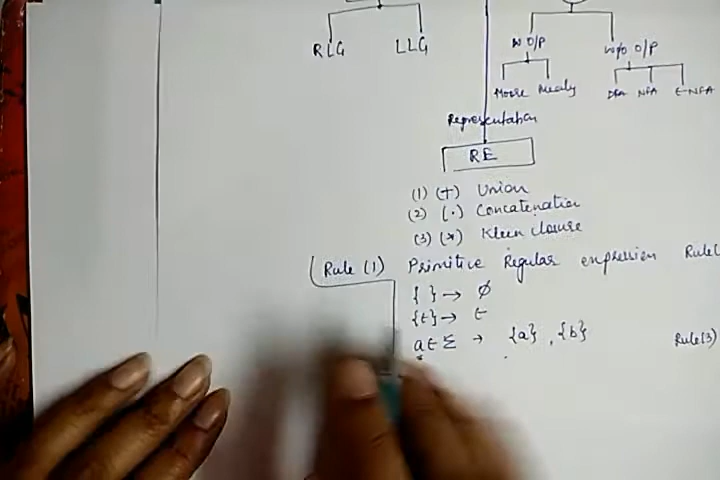 RLG LLG
W O/P W/o O/P
Moore Mealy DFA NFA E-NFA
Representation
RE
(1) (+) Union
(2) (.) Concatenation
(3) (*) Kleen closure
Rule (1) Primitive Regular expression Rule(
{ } → ϕ
{ε} → ε
a ∈ Σ → {a}, {b}
Rule(3)